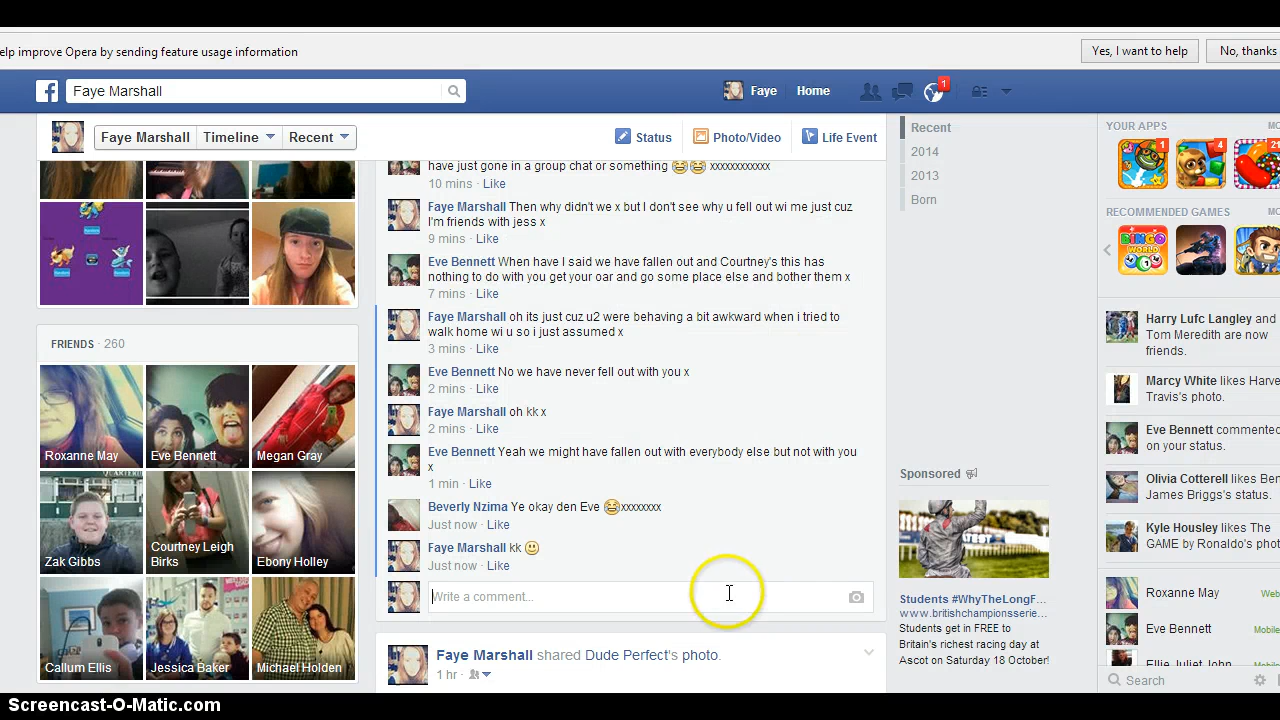 elp improve Opera by sending feature usage information
Yes, I want to help
No, thanks
Faye Marshall
Faye
Home
1
Faye Marshall
Timeline
Recent
Status
Photo/Video
Life Event
have just gone in a group chat or something 😂😂 xxxxxxxxxxxx
10 mins · Like
Faye Marshall Then why didn't we x but I don't see why u fell out wi me just cuz
I'm friends with jess x
9 mins · Like
Eve Bennett When have I said we have fallen out and Courtney's this has
nothing to do with you get your oar and go some place else and bother them x
7 mins · Like
Faye Marshall oh its just cuz u2 were behaving a bit awkward when i tried to
walk home wi u so i just assumed x
3 mins · Like
Eve Bennett No we have never fell out with you x
2 mins · Like
Faye Marshall oh kk x
2 mins · Like
Eve Bennett Yeah we might have fallen out with everybody else but not with you
x
1 min · Like
Beverly Nzima Ye okay den Eve 😂xxxxxxxx
Just now · Like
Faye Marshall kk 🙂
Just now · Like
Write a comment...
Faye Marshall shared Dude Perfect's photo.
1 hr ·
FRIENDS · 260
Roxanne May
Eve Bennett
Megan Gray
Zak Gibbs
Courtney Leigh
Birks
Ebony Holley
Callum Ellis
Jessica Baker
Michael Holden
Recent
2014
2013
Born
Sponsored
Students #WhyTheLongF...
www.britishchampionsserie...
Students get in FREE to
Britain's richest racing day at
Ascot on Saturday 18 October!
YOUR APPS
MO
1
4
21
RECOMMENDED GAMES
MO
BINGO
WORLD
Harry Lufc Langley and
Tom Meredith are now
friends.
Marcy White likes Harve
Travis's photo.
Eve Bennett commented
on your status.
Olivia Cotterell likes
James Briggs's status.
Kyle Housley likes The
GAME by Ronaldo's phot
Roxanne May
Web
Eve Bennett
Mobile
Ellie Juliet John
Mobile
Search
Screencast-O-Matic.com